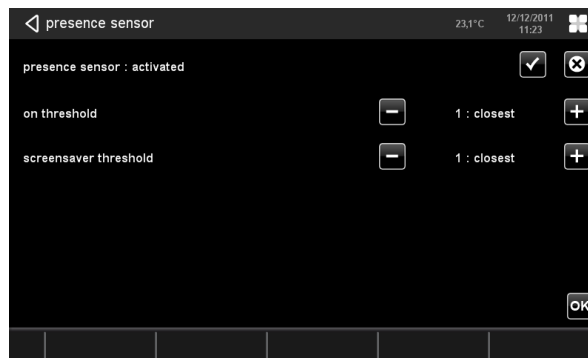 presence sensor 23,1°C 12/12/2011
11:23
presence sensor : activated
on threshold 1 : closest
screensaver threshold 1 : closest
OK